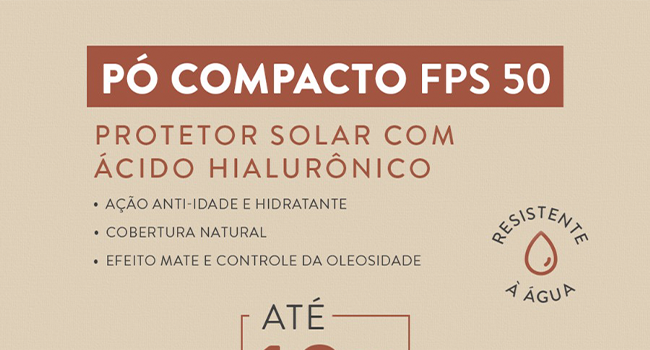 PÓ COMPACTO FPS 50
PROTETOR SOLAR COM
ÁCIDO HIALURÔNICO
• AÇÃO ANTI-IDADE E HIDRATANTE
• COBERTURA NATURAL
• EFEITO MATE E CONTROLE DA OLEOSIDADE
RESISTENTE
À ÁGUA
ATÉ